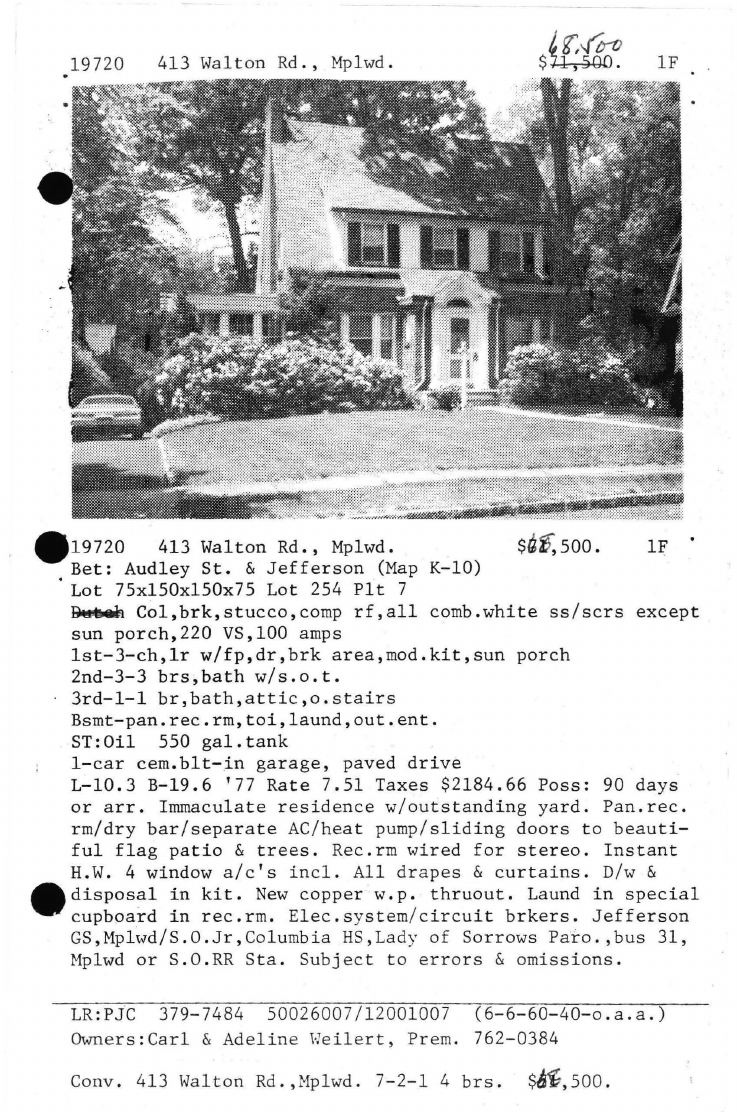 68,500
19720 413 Walton Rd., Mplwd. $71,500. 1F
19720 413 Walton Rd., Mplwd. $68,500. 1F
Bet: Audley St. & Jefferson (Map K-10)
Lot 75x150x150x75 Lot 254 Plt 7
Dutch Col,brk,stucco,comp rf,all comb.white ss/scrs except
sun porch,220 VS,100 amps
1st-3-ch,lr w/fp,dr,brk area,mod.kit,sun porch
2nd-3-3 brs,bath w/s.o.t.
3rd-1-1 br,bath,attic,o.stairs
Bsmt-pan.rec.rm,toi,laund,out.ent.
ST:Oil 550 gal.tank
1-car cem.blt-in garage, paved drive
L-10.3 B-19.6 '77 Rate 7.51 Taxes $2184.66 Poss: 90 days
or arr. Immaculate residence w/outstanding yard. Pan.rec.
rm/dry bar/separate AC/heat pump/sliding doors to beauti-
ful flag patio & trees. Rec.rm wired for stereo. Instant
H.W. 4 window a/c's incl. All drapes & curtains. D/w &
disposal in kit. New copper w.p. thruout. Laund in special
cupboard in rec.rm. Elec.system/circuit brkers. Jefferson
GS,Mplwd/S.O.Jr,Columbia HS,Lady of Sorrows Paro.,bus 31,
Mplwd or S.O.RR Sta. Subject to errors & omissions.
LR:PJC 379-7484 50026007/12001007 (6-6-60-40-o.a.a.)
Owners:Carl & Adeline Weilert, Prem. 762-0384
Conv. 413 Walton Rd.,Mplwd. 7-2-1 4 brs. $68,500.